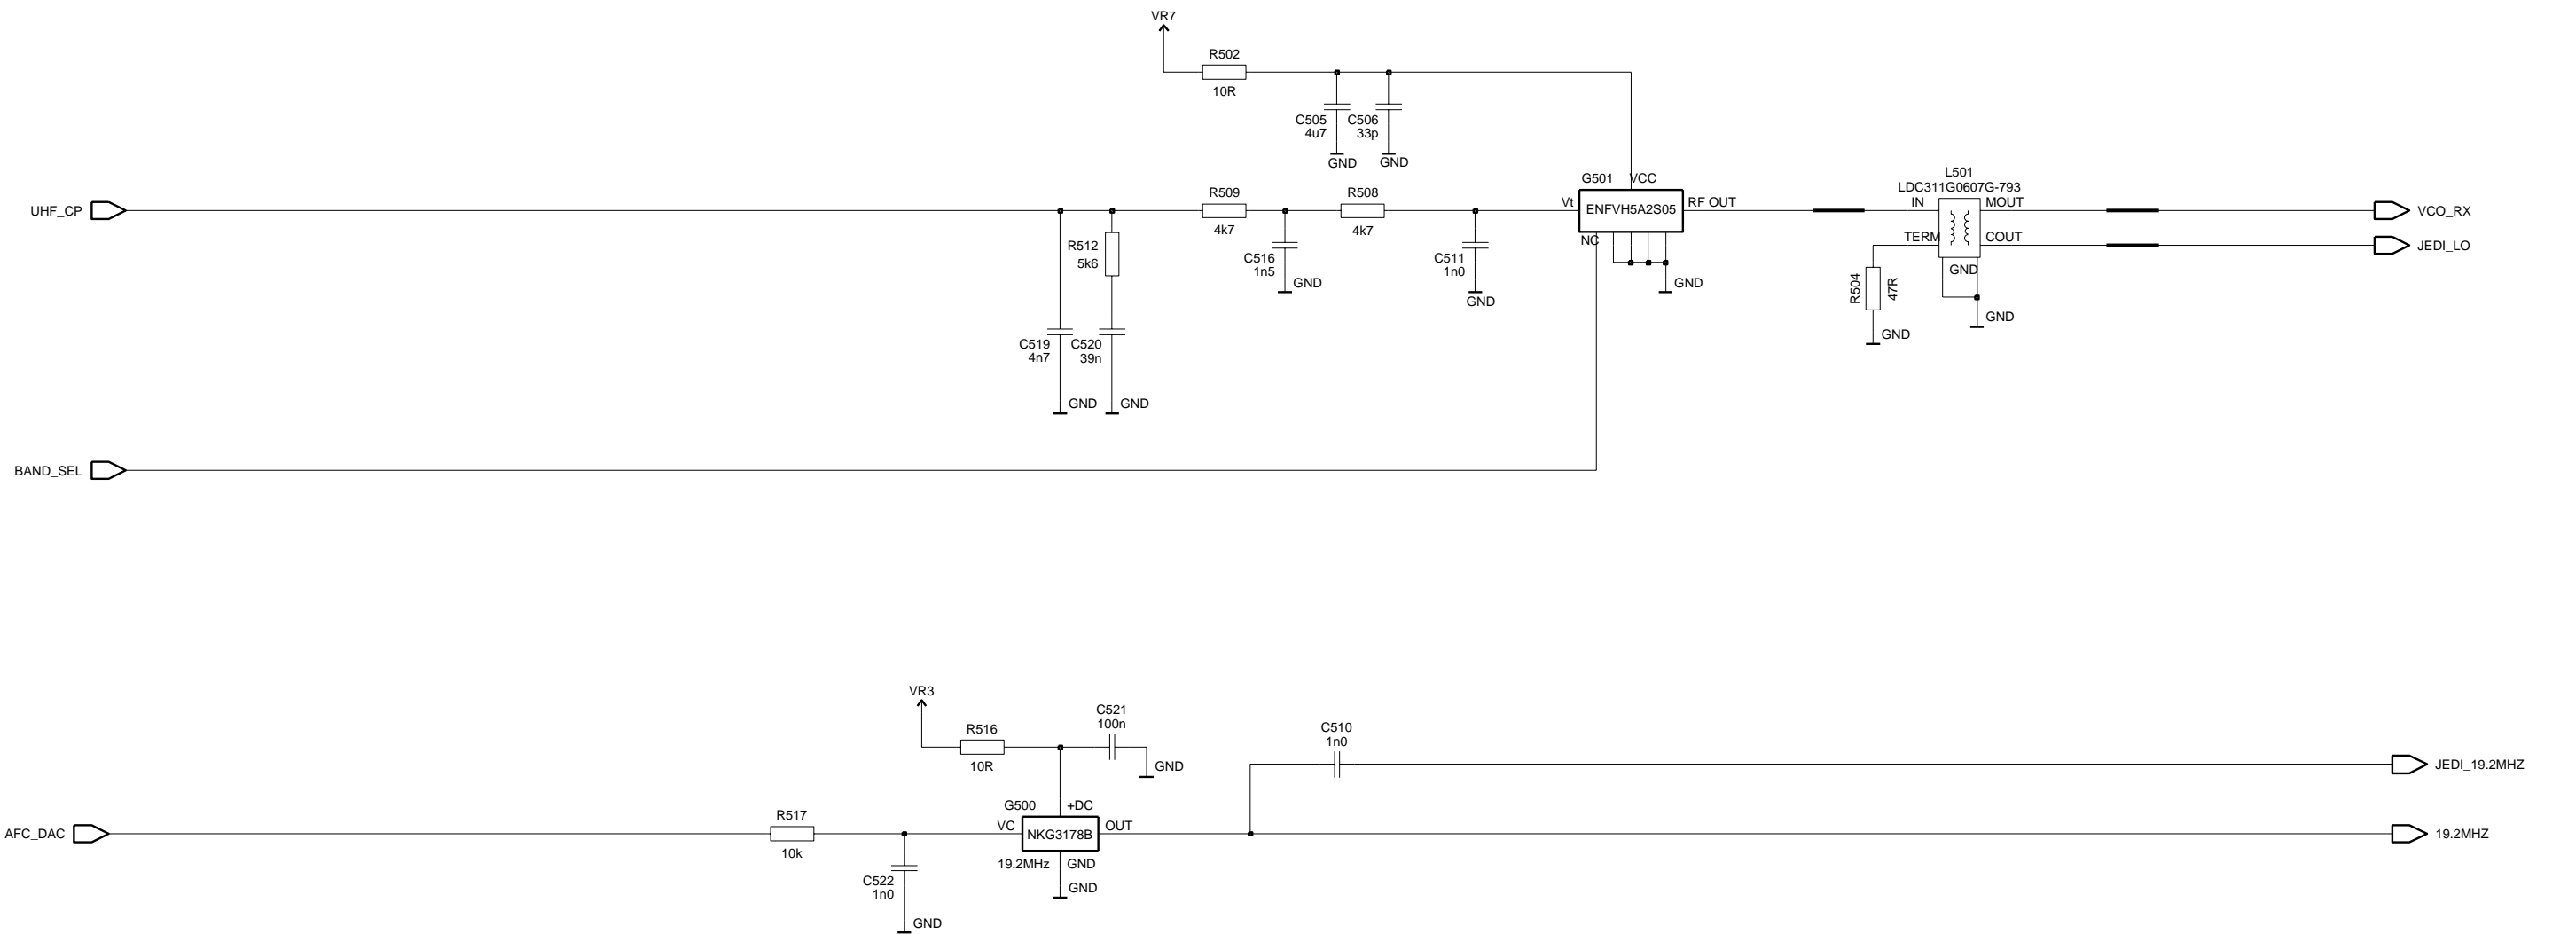 VR7
R502
10R
C505
4u7
GND
C506
33p
GND
UHF_CP
R512
5k6
C519
4n7
GND
C520
39n
GND
R509
4k7
C516
1n5
GND
R508
4k7
C511
1n0
GND
G501
VCC
Vt
ENFVH5A2S05
RF OUT
NC
GND
L501
LDC311G0607G-793
IN
MOUT
TERM
COUT
GND
GND
R504
47R
GND
VCO_RX
JEDI_LO
BAND_SEL
VR3
R516
10R
C521
100n
GND
C510
1n0
JEDI_19.2MHZ
AFC_DAC
R517
10k
C522
1n0
GND
G500
+DC
VC
NKG3178B
OUT
19.2MHz
GND
GND
19.2MHZ